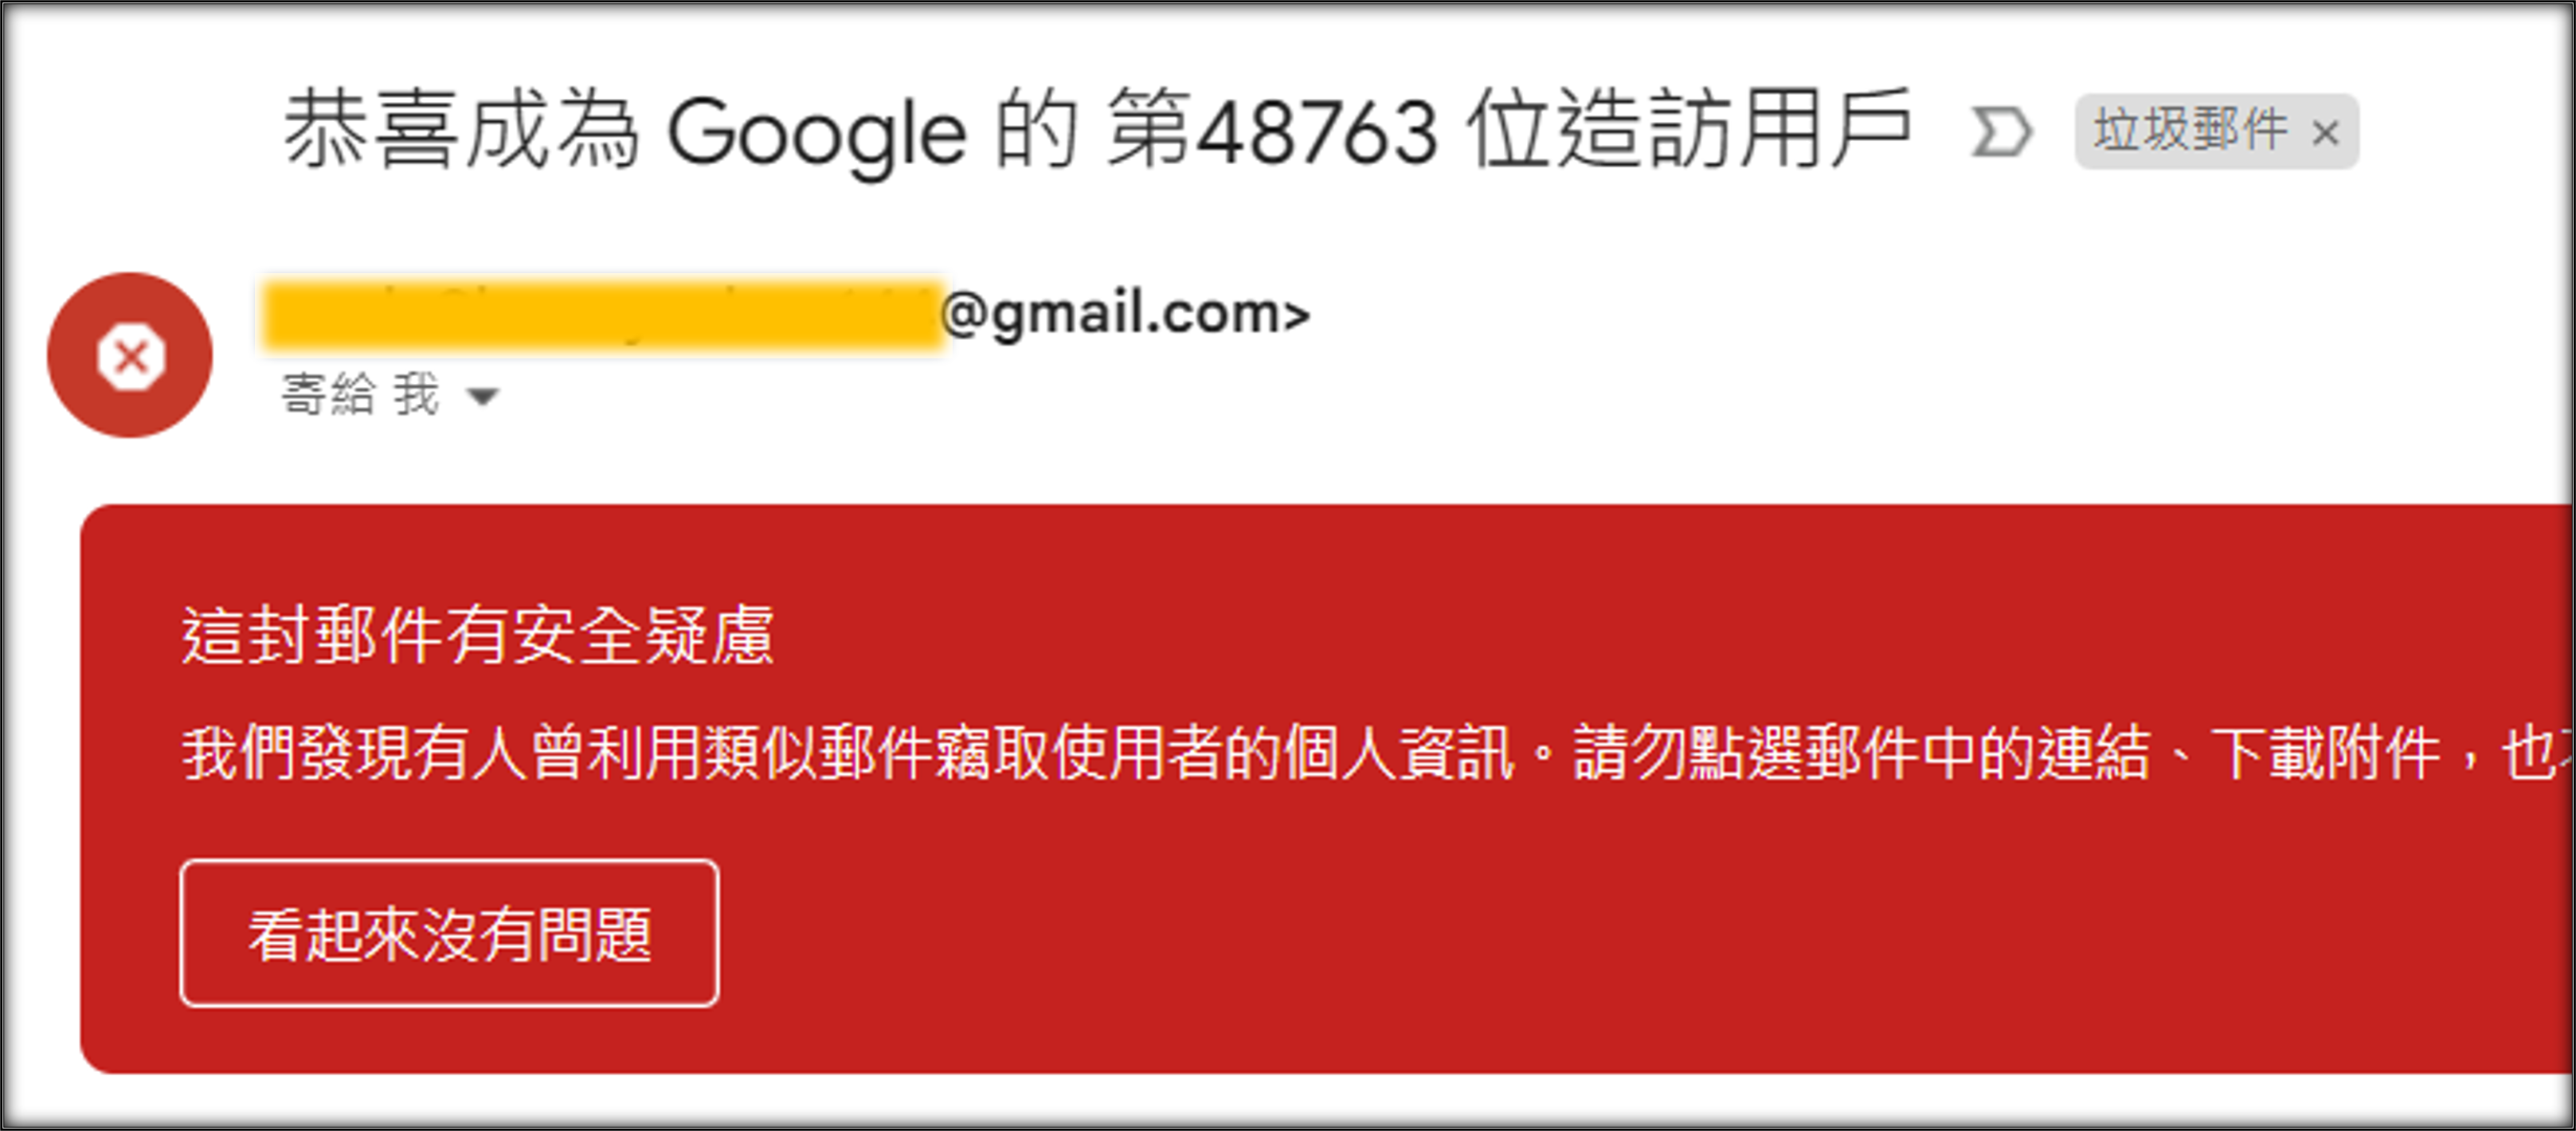 恭喜成為 Google 的 第48763 位造訪用戶
垃圾郵件 ×
@gmail.com>
寄給 我
這封郵件有安全疑慮
我們發現有人曾利用類似郵件竊取使用者的個人資訊。請勿點選郵件中的連結、下載附件，也
看起來沒有問題